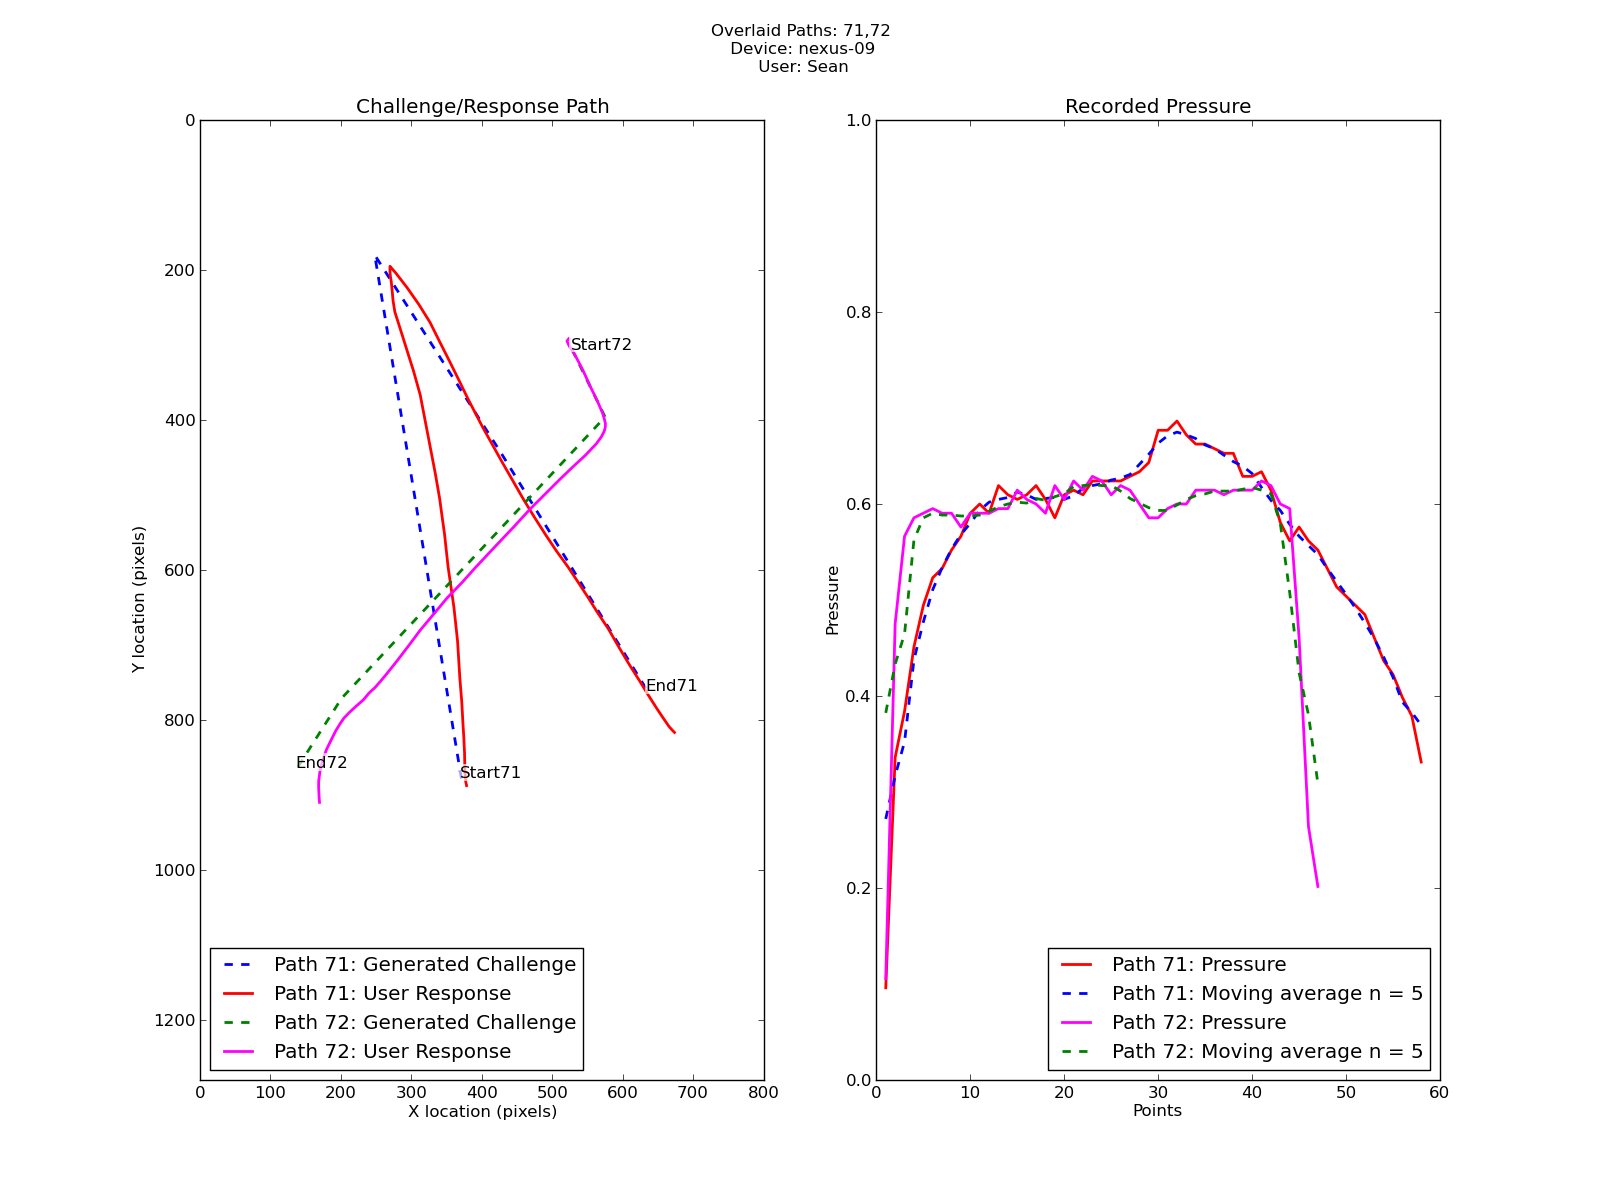 Overlaid Paths: 71,72
Device: nexus-09
User: Sean
Challenge/Response Path
0
200
400
600
800
1000
1200
Y location (pixels)
Start72
End71
End72
Start71
Path 71: Generated Challenge
Path 71: User Response
Path 72: Generated Challenge
Path 72: User Response
0 100 200 300 400 500 600 700 800
X location (pixels)
Recorded Pressure
1.0
0.8
0.6
0.4
0.2
0.0
Pressure
Path 71: Pressure
Path 71: Moving average n = 5
Path 72: Pressure
Path 72: Moving average n = 5
0 10 20 30 40 50 60
Points